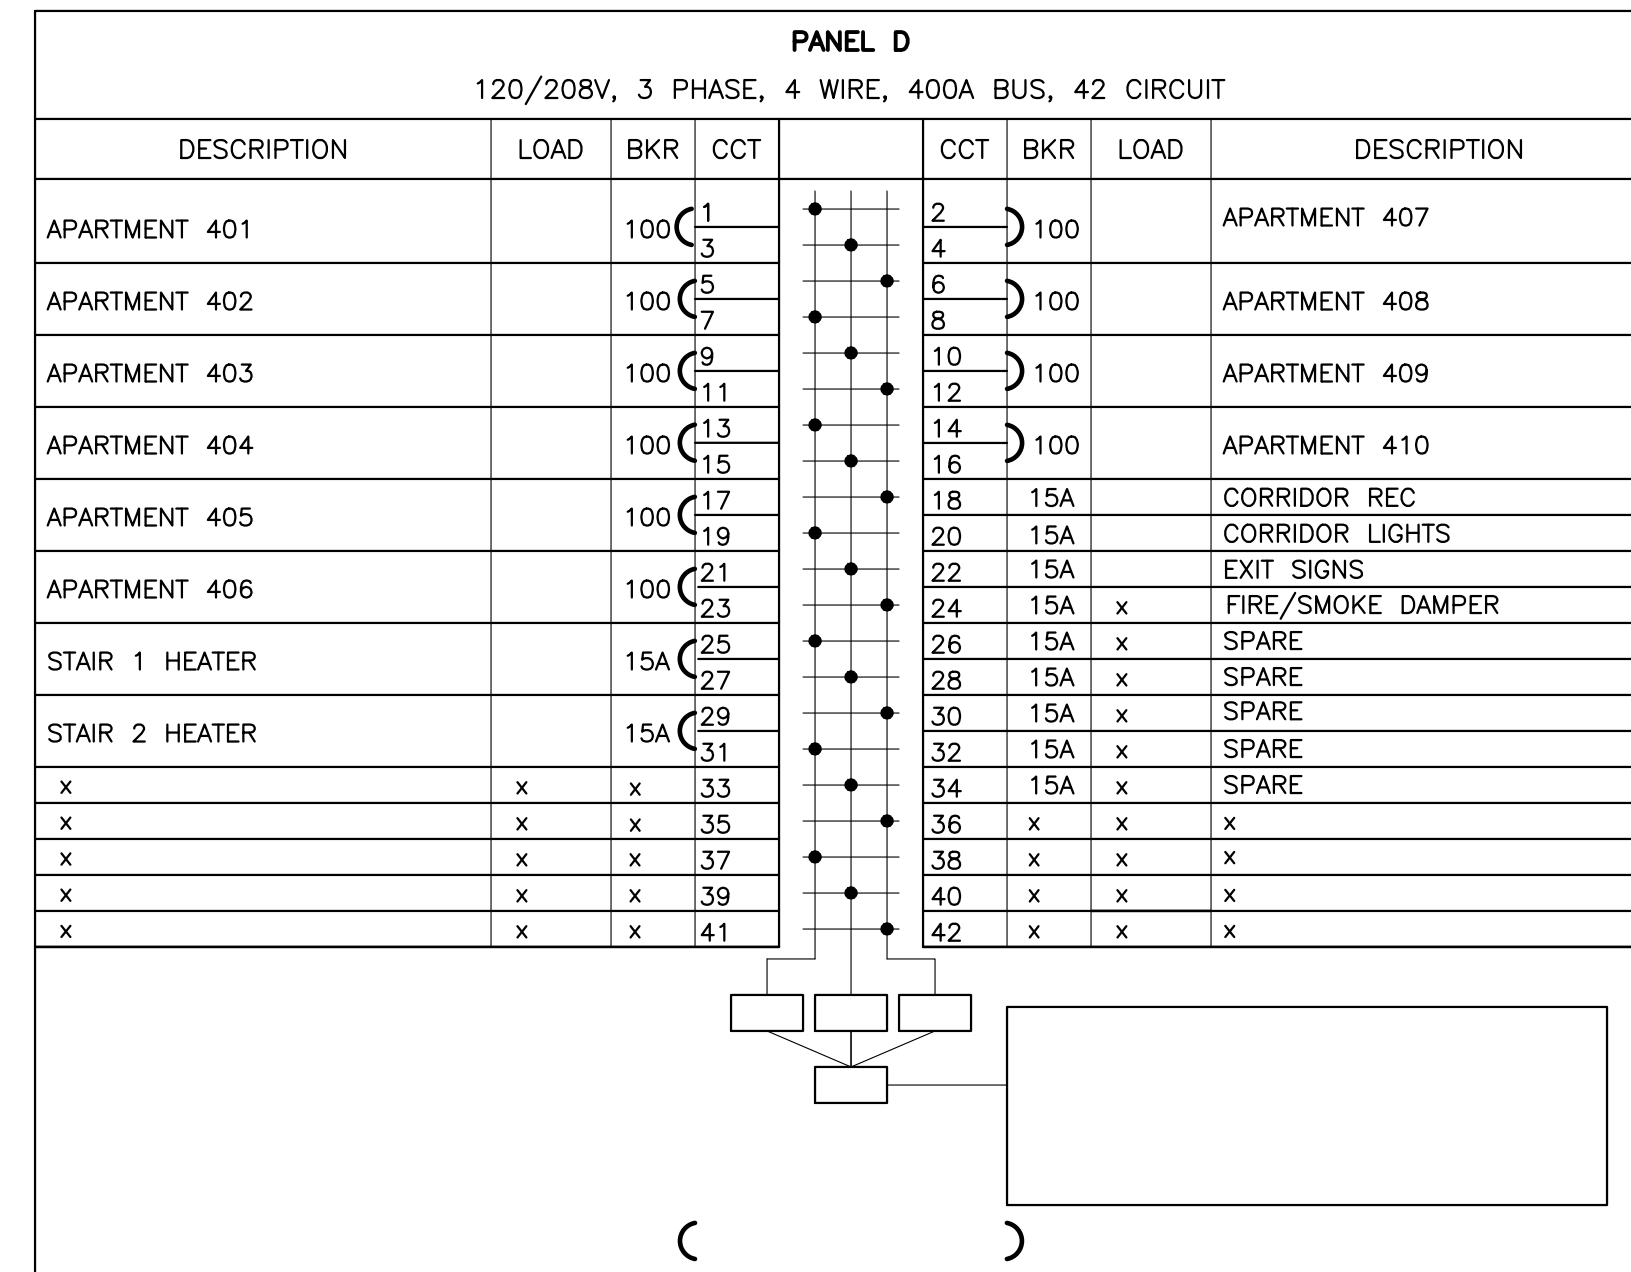 PANEL D
120/208V, 3 PHASE, 4 WIRE, 400A BUS, 42 CIRCUIT
DESCRIPTION LOAD BKR CCT CCT BKR LOAD DESCRIPTION
APARTMENT 401 100 1 3 2 4 100 APARTMENT 407
APARTMENT 402 100 5 7 6 8 100 APARTMENT 408
APARTMENT 403 100 9 11 10 12 100 APARTMENT 409
APARTMENT 404 100 13 15 14 16 100 APARTMENT 410
APARTMENT 405 100 17 19 18 15A CORRIDOR REC
20 15A CORRIDOR LIGHTS
APARTMENT 406 100 21 23 22 15A EXIT SIGNS
24 15A x FIRE/SMOKE DAMPER
STAIR 1 HEATER 15A 25 27 26 15A x SPARE
28 15A x SPARE
STAIR 2 HEATER 15A 29 31 30 15A x SPARE
32 15A x SPARE
x x x 33 34 15A x SPARE
x x x 35 36 x x x
x x x 37 38 x x x
x x x 39 40 x x x
x x x 41 42 x x x